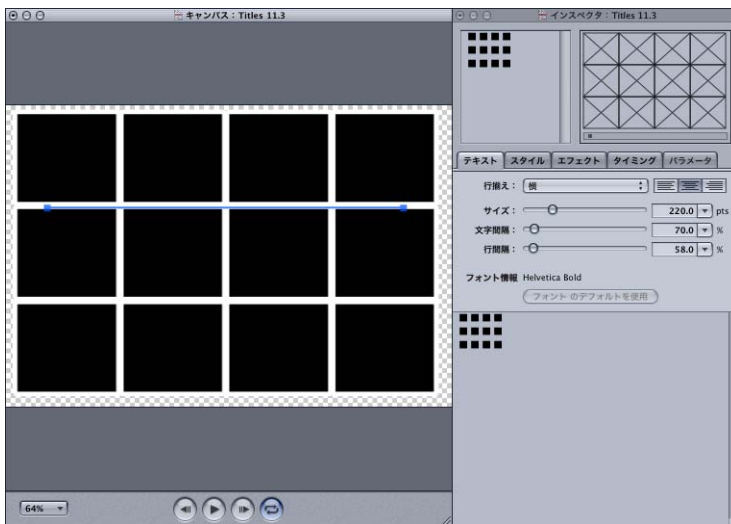 キャンバス：Titles 11.3
インスペクタ：Titles 11.3
テキスト スタイル エフェクト タイミング パラメータ
行揃え： 横
サイズ： 220.0 pts
文字間隔： 70.0 %
行間隔： 58.0 %
フォント情報 Helvetica Bold
フォント のデフォルトを使用
64%